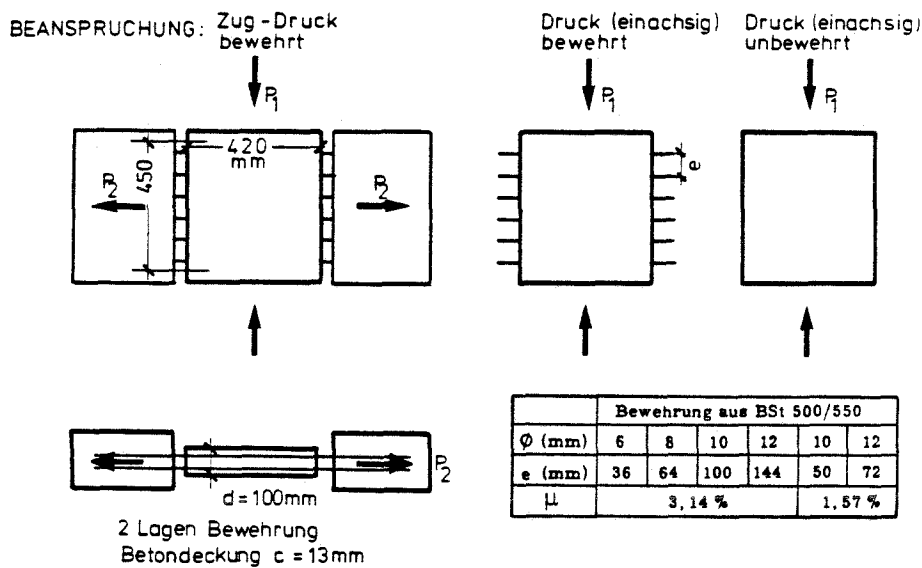 BEANSPRUCHUNG: Zug-Druck bewehrt
Druck (einachsig) bewehrt
Druck (einachsig) unbewehrt
P1
P1
P1
420 mm
450
P2
P2
e
P2
d = 100mm
2 Lagen Bewehrung
Betondeckung c = 13mm
Bewehrung aus BSt 500/550
Ø (mm) 6 8 10 12 10 12
e (mm) 36 64 100 144 50 72
μ 3,14 % 1,57 %